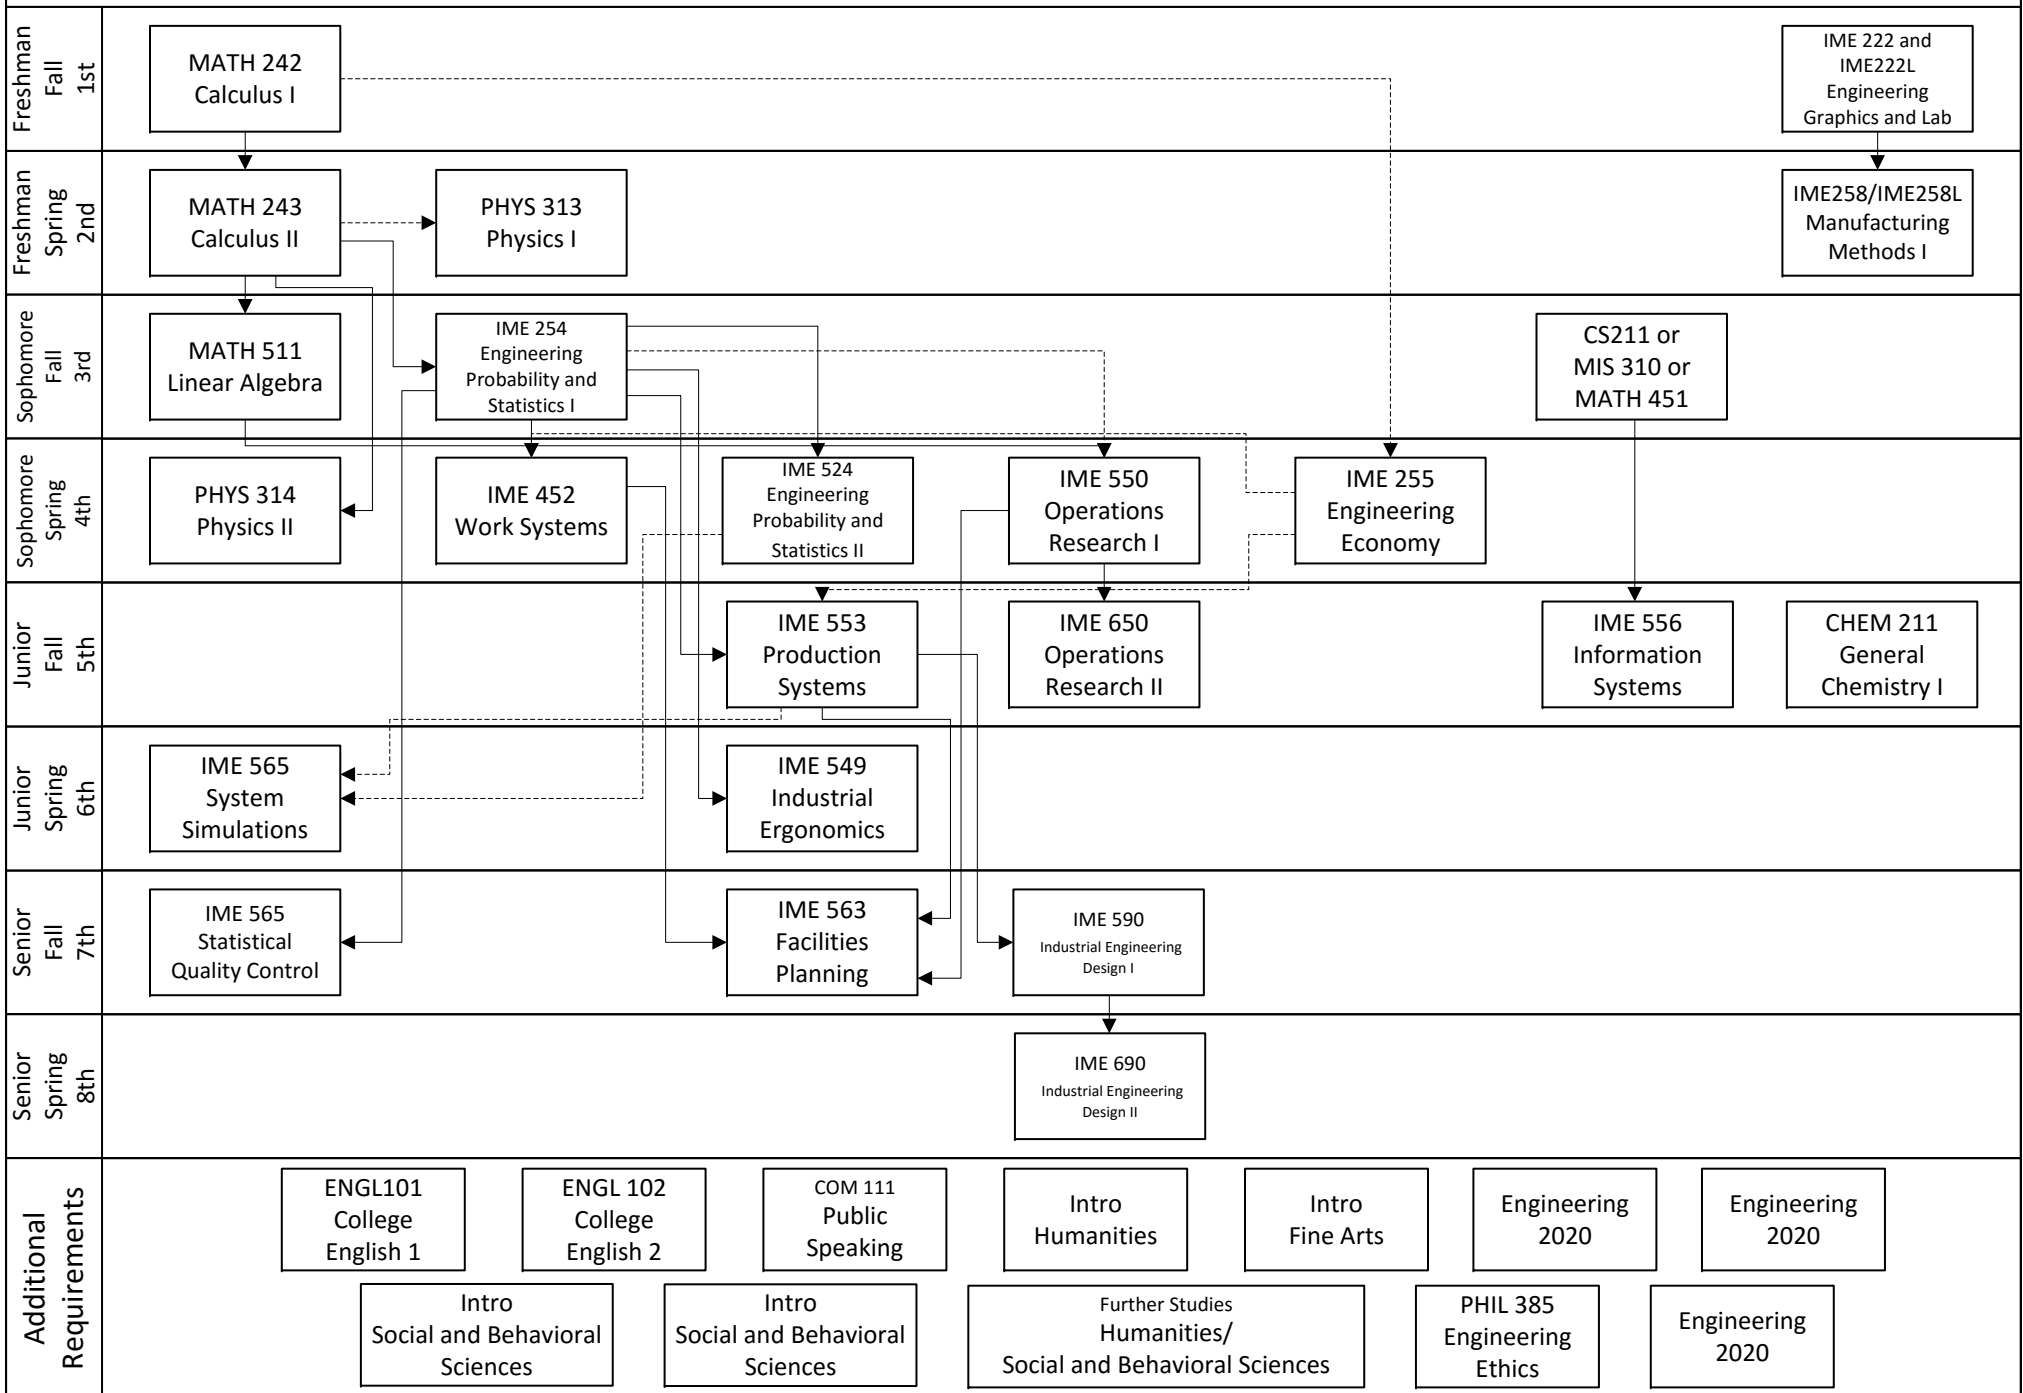 Freshman
Fall
1st
MATH 242
Calculus I
IME 222 and
IME222L
Engineering
Graphics and Lab
Freshman
Spring
2nd
MATH 243
Calculus II
PHYS 313
Physics I
IME258/IME258L
Manufacturing
Methods I
Sophomore
Fall
3rd
MATH 511
Linear Algebra
IME 254
Engineering
Probability and
Statistics I
CS211 or
MIS 310 or
MATH 451
Sophomore
Spring
4th
PHYS 314
Physics II
IME 452
Work Systems
IME 524
Engineering
Probability and
Statistics II
IME 550
Operations
Research I
IME 255
Engineering
Economy
Junior
Fall
5th
IME 553
Production
Systems
IME 650
Operations
Research II
IME 556
Information
Systems
CHEM 211
General
Chemistry I
Junior
Spring
6th
IME 565
System
Simulations
IME 549
Industrial
Ergonomics
Senior
Fall
7th
IME 565
Statistical
Quality Control
IME 563
Facilities
Planning
IME 590
Industrial Engineering
Design I
Senior
Spring
8th
IME 690
Industrial Engineering
Design II
Additional
Requirements
ENGL101
College
English 1
ENGL 102
College
English 2
COM 111
Public
Speaking
Intro
Humanities
Intro
Fine Arts
Engineering
2020
Engineering
2020
Intro
Social and Behavioral
Sciences
Intro
Social and Behavioral
Sciences
Further Studies
Humanities/
Social and Behavioral Sciences
PHIL 385
Engineering
Ethics
Engineering
2020